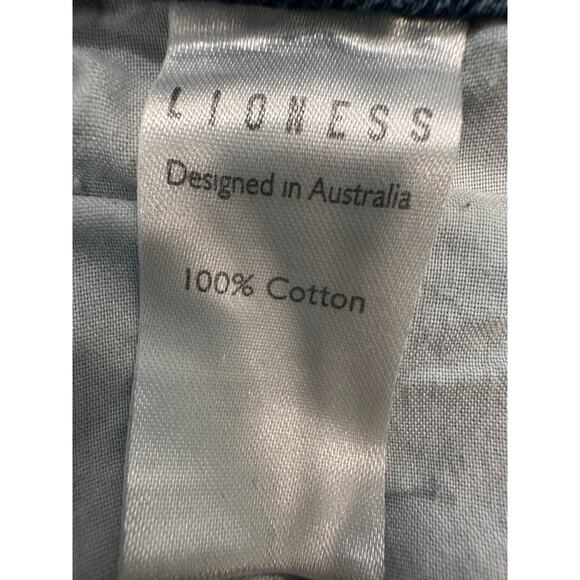 LIONESS
Designed in Australia
100% Cotton